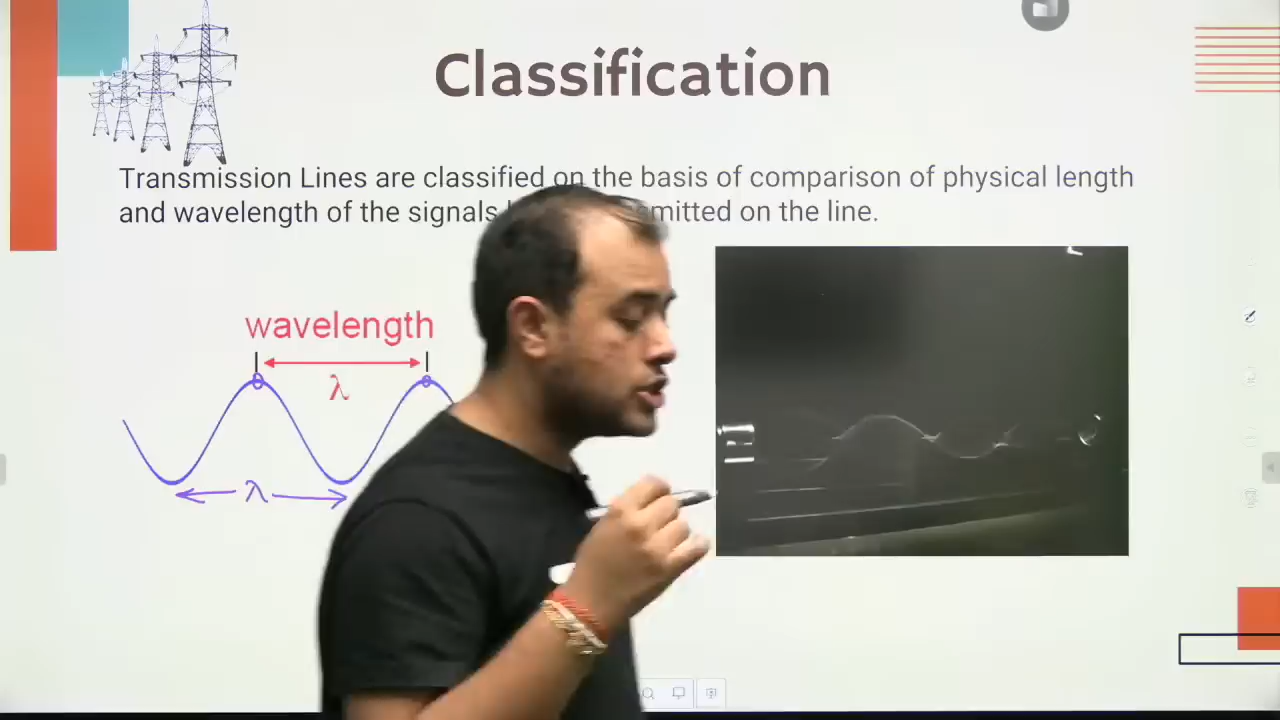 Classification
Transmission Lines are classified on the basis of comparison of physical length
and wavelength of the signals mitted on the line.
wavelength
λ
λ